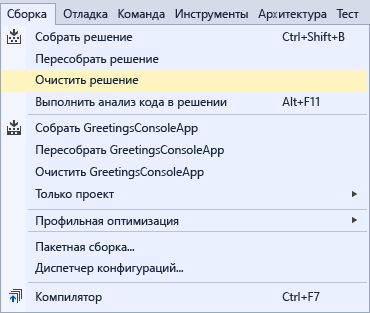 Сборка Отладка Команда Инструменты Архитектура Тест
Собрать решение Ctrl+Shift+B
Пересобрать решение
Очистить решение
Выполнить анализ кода в решении Alt+F11
Собрать GreetingsConsoleApp
Пересобрать GreetingsConsoleApp
Очистить GreetingsConsoleApp
Только проект
Профильная оптимизация
Пакетная сборка...
Диспетчер конфигураций...
Компилятор Ctrl+F7